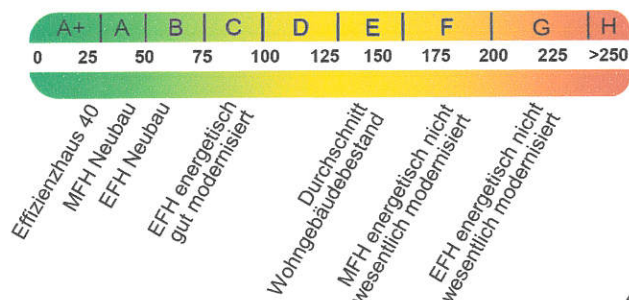 A+ A B C D E F G H
0 25 50 75 100 125 150 175 200 225 >250
Effizienzhaus 40
MFH Neubau
EFH Neubau
EFH energetisch
gut modernisiert
Durchschnitt
Wohngebäudebestand
MFH energetisch nicht
wesentlich modernisiert
EFH energetisch nicht
wesentlich modernisiert